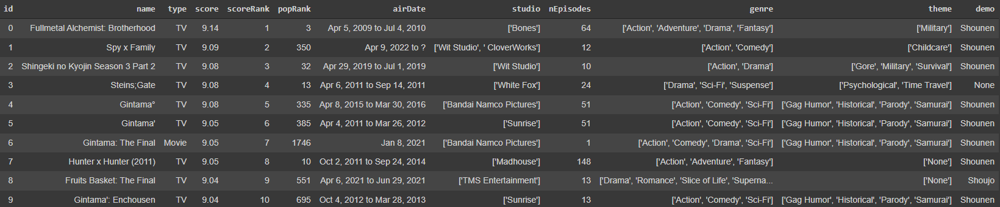 id name type score scoreRank popRank airDate studio nEpisodes genre theme demo
0 Fullmetal Alchemist: Brotherhood TV 9.14 1 3 Apr 5, 2009 to Jul 4, 2010 ['Bones'] 64 ['Action', 'Adventure', 'Drama', 'Fantasy'] ['Military'] Shounen
1 Spy x Family TV 9.09 2 350 Apr 9, 2022 to ? ['Wit Studio', ' CloverWorks'] 12 ['Action', 'Comedy'] ['Childcare'] Shounen
2 Shingeki no Kyojin Season 3 Part 2 TV 9.08 3 32 Apr 29, 2019 to Jul 1, 2019 ['Wit Studio'] 10 ['Action', 'Drama'] ['Gore', 'Military', 'Survival'] Shounen
3 Steins;Gate TV 9.08 4 13 Apr 6, 2011 to Sep 14, 2011 ['White Fox'] 24 ['Drama', 'Sci-Fi', 'Suspense'] ['Psychological', 'Time Travel'] None
4 Gintama° TV 9.08 5 335 Apr 8, 2015 to Mar 30, 2016 ['Bandai Namco Pictures'] 51 ['Action', 'Comedy', 'Sci-Fi'] ['Gag Humor', 'Historical', 'Parody', 'Samurai'] Shounen
5 Gintama' TV 9.05 6 385 Apr 4, 2011 to Mar 26, 2012 ['Sunrise'] 51 ['Action', 'Comedy', 'Sci-Fi'] ['Gag Humor', 'Historical', 'Parody', 'Samurai'] Shounen
6 Gintama: The Final Movie 9.05 7 1746 Jan 8, 2021 ['Bandai Namco Pictures'] 1 ['Action', 'Comedy', 'Drama', 'Sci-Fi'] ['Gag Humor', 'Historical', 'Parody', 'Samurai'] Shounen
7 Hunter x Hunter (2011) TV 9.05 8 10 Oct 2, 2011 to Sep 24, 2014 ['Madhouse'] 148 ['Action', 'Adventure', 'Fantasy'] ['None'] Shounen
8 Fruits Basket: The Final TV 9.04 9 551 Apr 6, 2021 to Jun 29, 2021 ['TMS Entertainment'] 13 ['Drama', 'Romance', 'Slice of Life', 'Superna... ['None'] Shoujo
9 Gintama': Enchousen TV 9.04 10 695 Oct 4, 2012 to Mar 28, 2013 ['Sunrise'] 13 ['Action', 'Comedy', 'Sci-Fi'] ['Gag Humor', 'Historical', 'Parody', 'Samurai'] Shounen